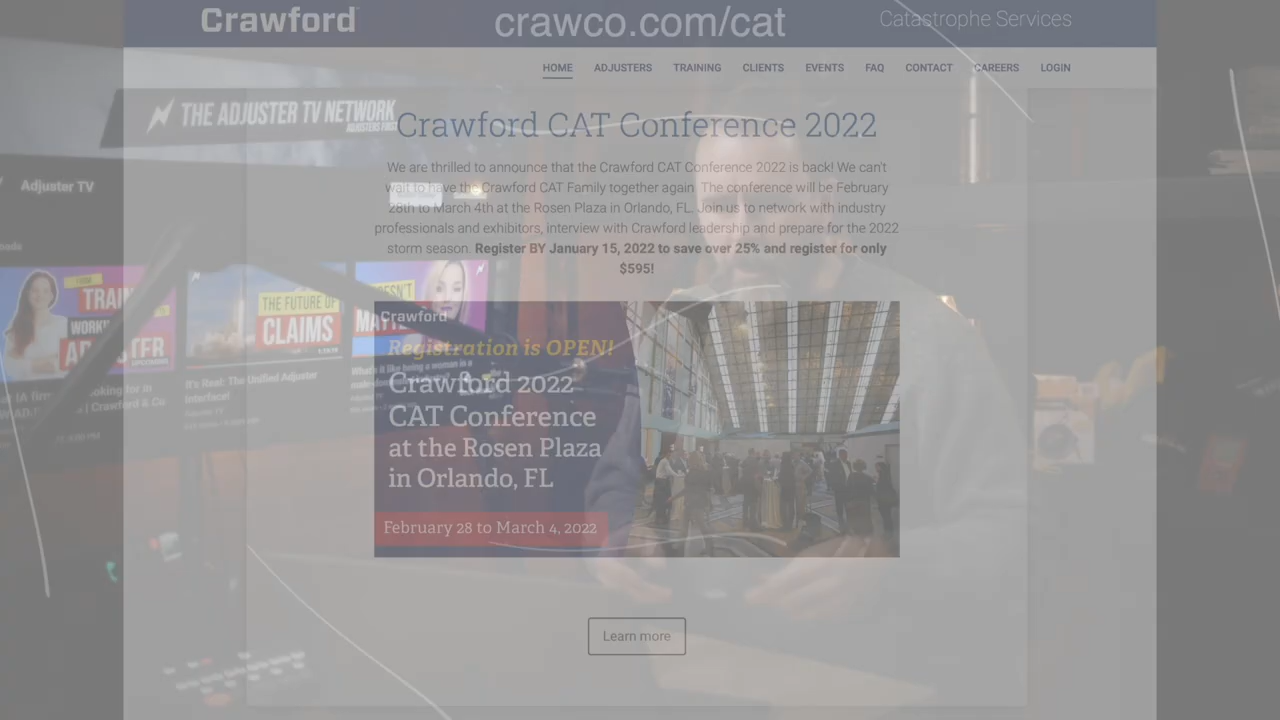 Crawford
crawco.com/cat
Catastrophe Services
HOME ADJUSTERS TRAINING CLIENTS EVENTS FAQ CONTACT CAREERS LOGIN
THE ADJUSTER TV NETWORK
ADJUSTERS FIRST
Crawford CAT Conference 2022
We are thrilled to announce that the Crawford CAT Conference 2022 is back! We can't
wait to have the Crawford CAT Family together again. The conference will be February
28th to March 4th at the Rosen Plaza in Orlando, FL. Join us to network with industry
professionals and exhibitors, interview with Crawford leadership and prepare for the 2022
storm season. Register BY January 15, 2022 to save over 25% and register for only
$595!
Adjuster TV
THE FUTURE OF
CLAIMS
It's Real: The Unified Adjuster
Interface!
Crawford
Registration is OPEN!
Crawford 2022
CAT Conference
at the Rosen Plaza
in Orlando, FL
February 28 to March 4, 2022
Learn more